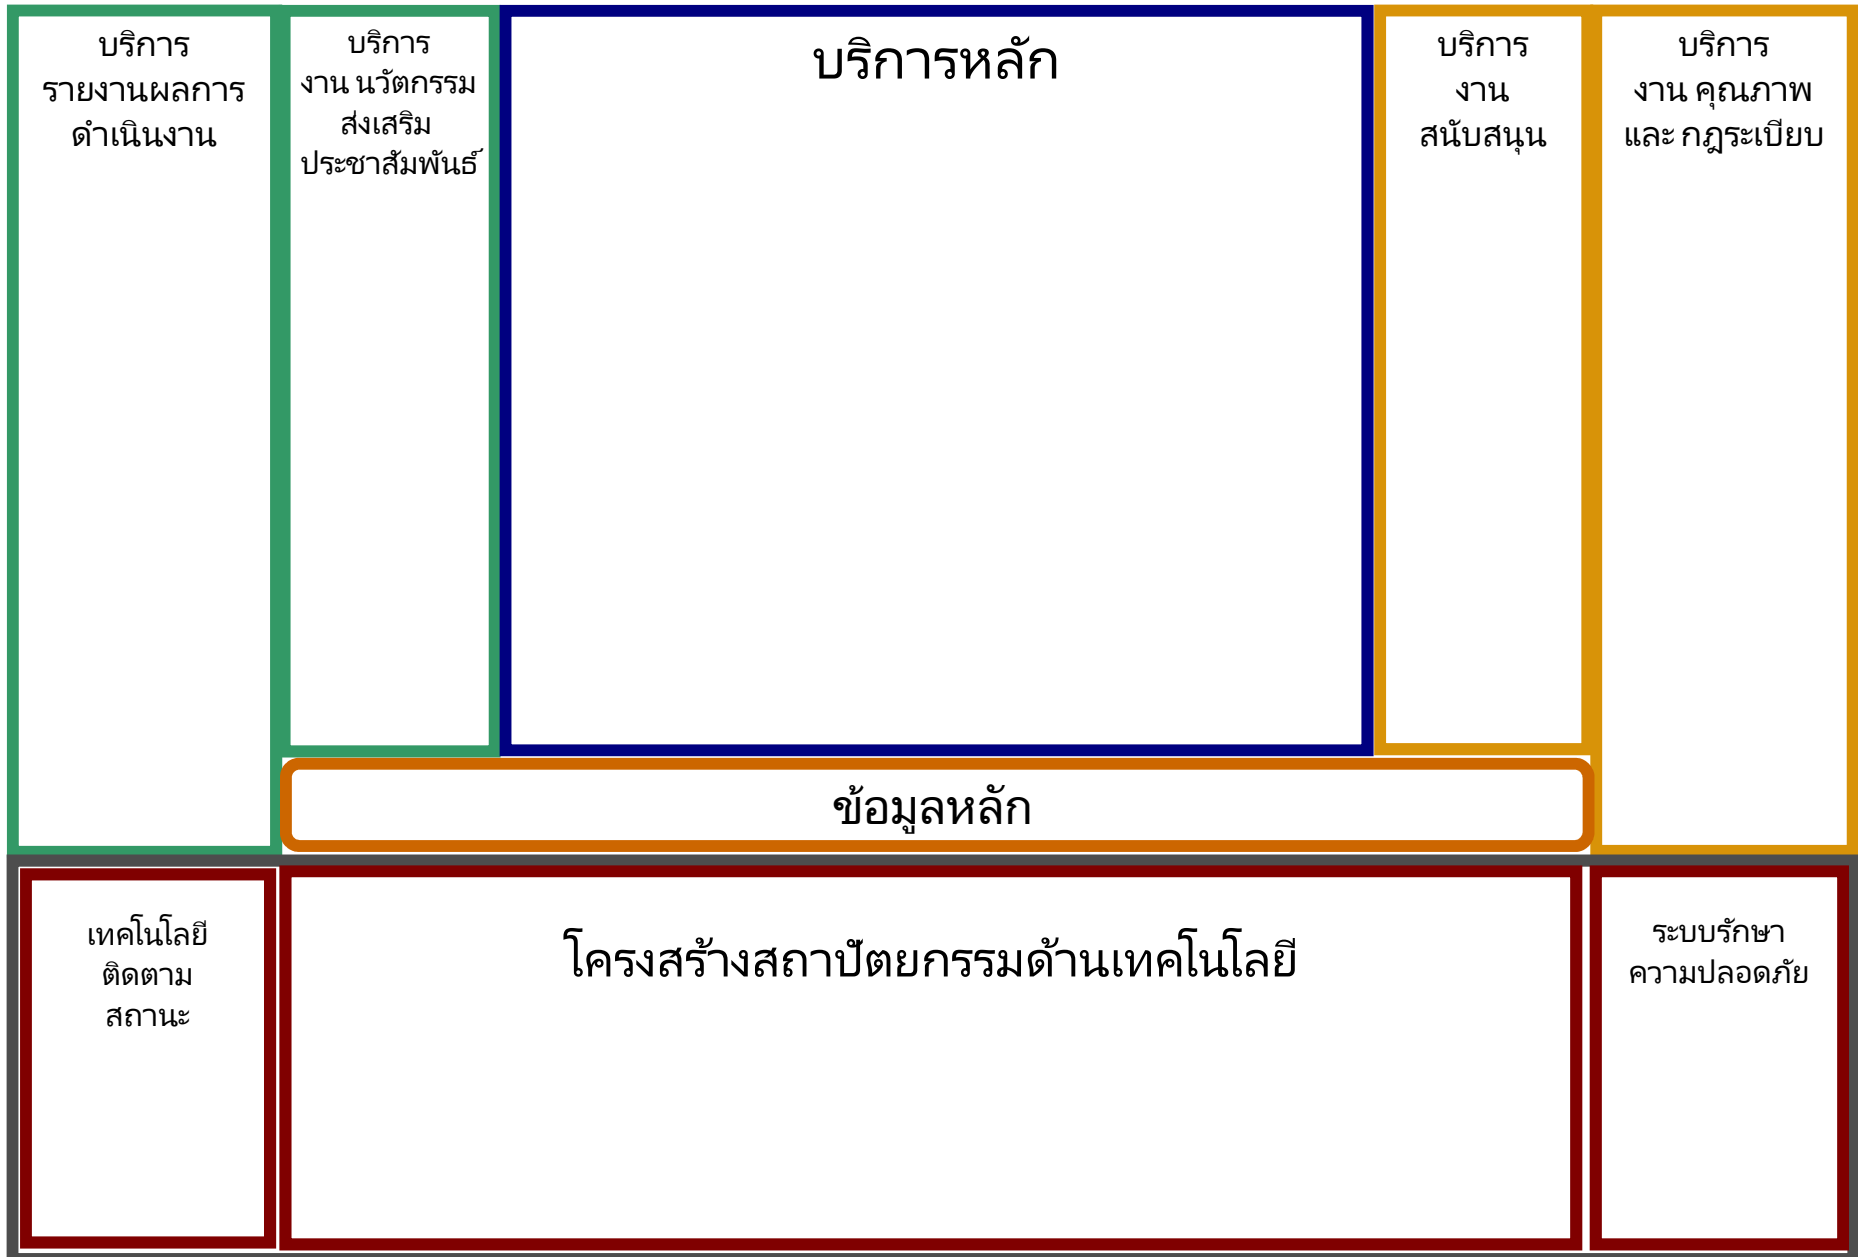 บริการ
รายงานผลการ
ดำเนินงาน
บริการ
งาน นวัตกรรม
ส่งเสริม
ประชาสัมพันธ์
บริการหลัก
บริการ
งาน
สนับสนุน
บริการ
งาน คุณภาพ
และ กฎระเบียบ
ข้อมูลหลัก
เทคโนโลยี
ติดตาม
สถานะ
โครงสร้างสถาปัตยกรรมด้านเทคโนโลยี
ระบบรักษา
ความปลอดภัย